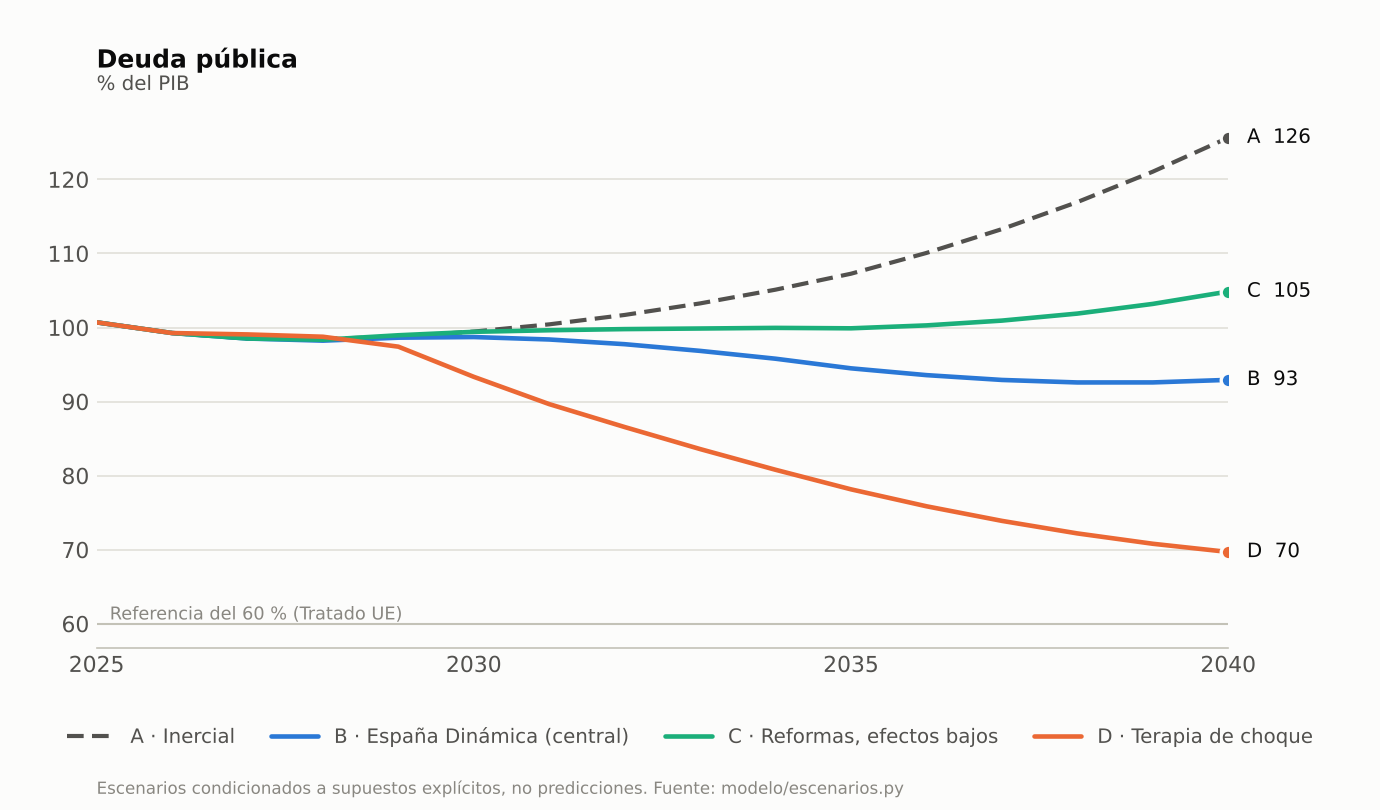 Deuda pública
% del PIB
A 126
120
110
C 105
100
B 93
90
80
D 70
70
Referencia del 60 % (Tratado UE)
60
2025 2030 2035 2040
A · Inercial B · España Dinámica (central) C · Reformas, efectos bajos D · Terapia de choque
Escenarios condicionados a supuestos explícitos, no predicciones. Fuente: modelo/escenarios.py